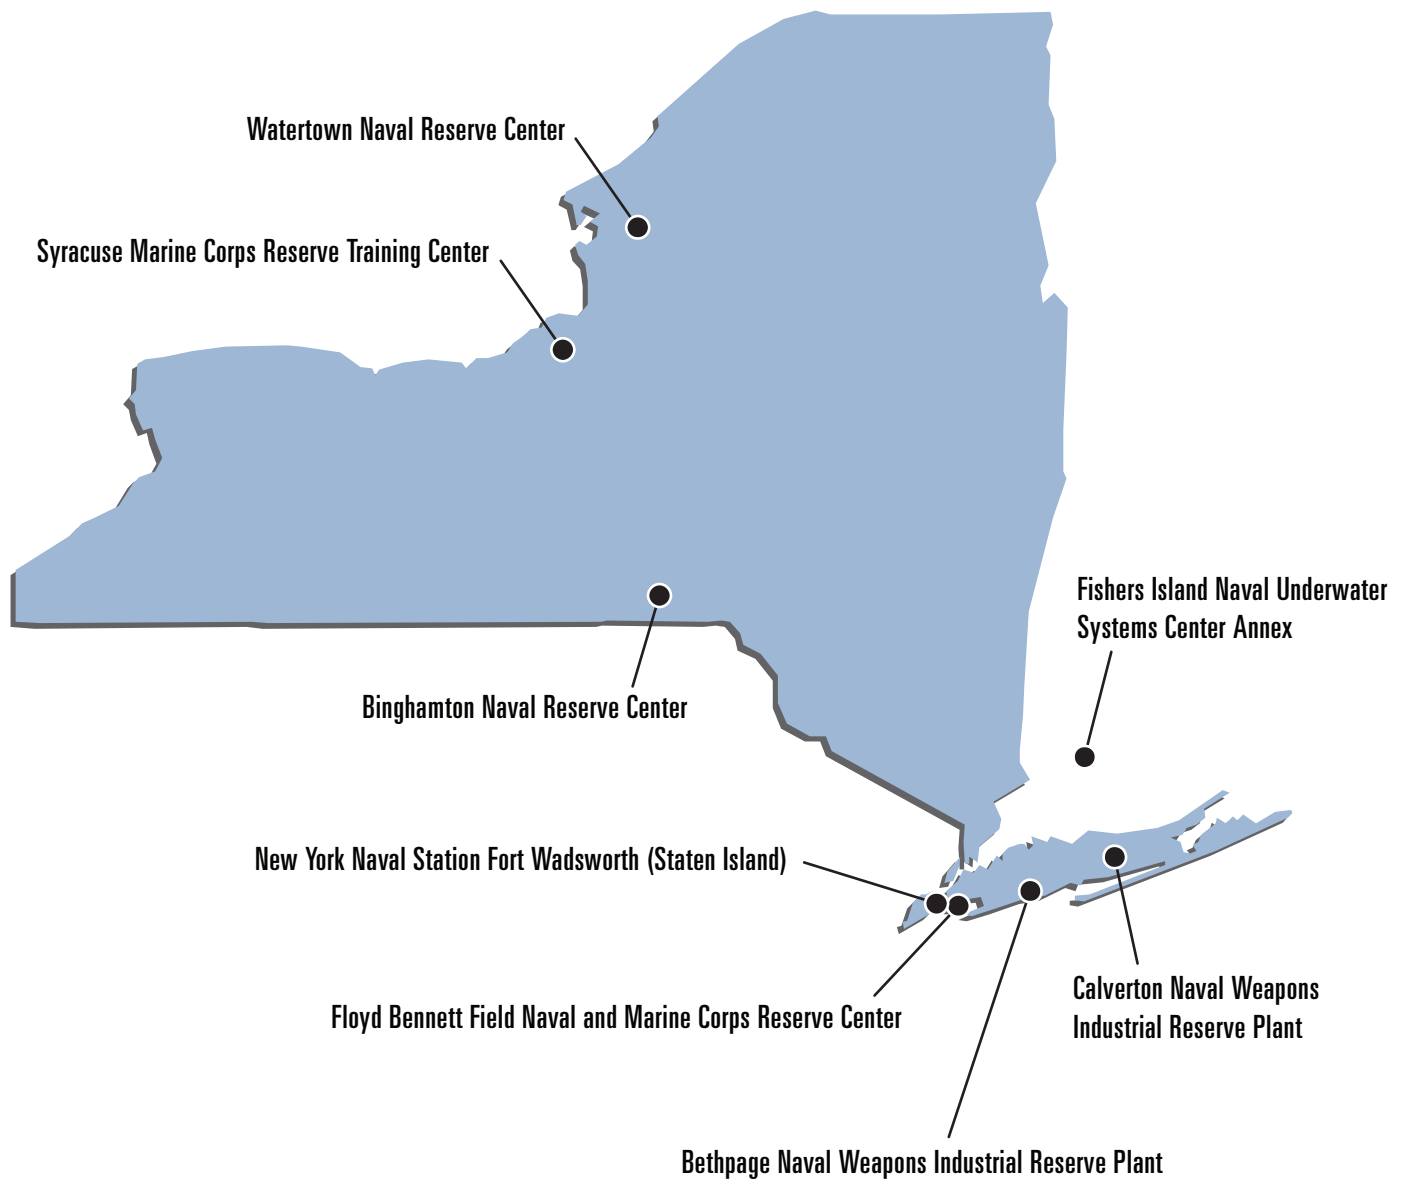 Watertown Naval Reserve Center
Syracuse Marine Corps Reserve Training Center
Fishers Island Naval Underwater
Systems Center Annex
Binghamton Naval Reserve Center
New York Naval Station Fort Wadsworth (Staten Island)
Calverton Naval Weapons
Industrial Reserve Plant
Floyd Bennett Field Naval and Marine Corps Reserve Center
Bethpage Naval Weapons Industrial Reserve Plant